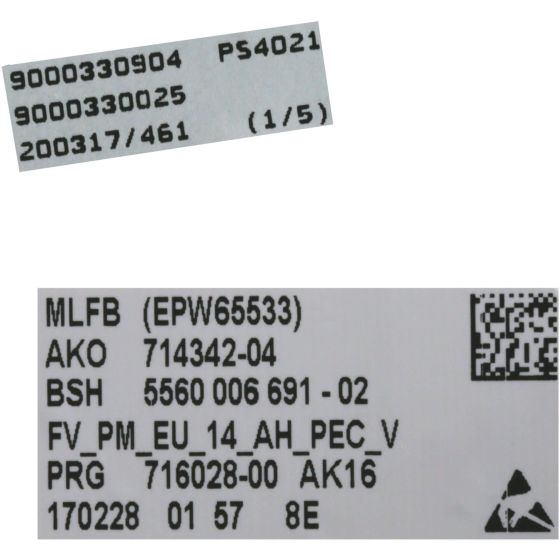 9000330904 PS4021
9000330025
200317/461 (1/5)
MLFB (EPW65533)
AKO 714342-04
BSH 5560 006 691 - 02
FV_PM_EU_14_AH_PEC_V
PRG 716028-00 AK16
170228 01 57 8E